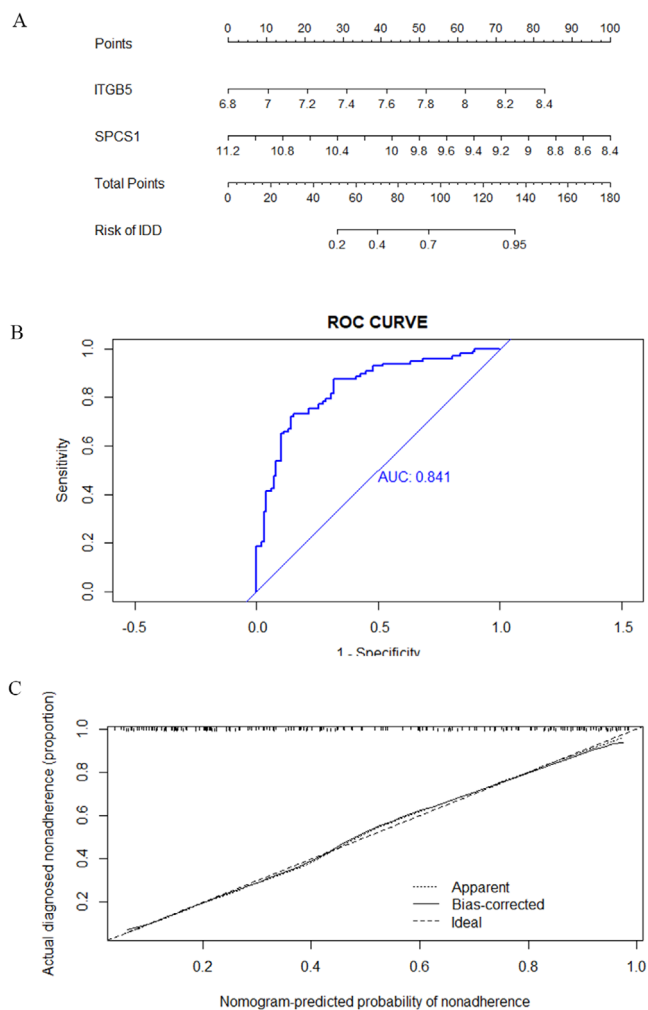 A
Points
0 10 20 30 40 50 60 70 80 90 100
ITGB5
6.8 7 7.2 7.4 7.6 7.8 8 8.2 8.4
SPCS1
11.2 10.8 10.4 10 9.8 9.6 9.4 9.2 9 8.8 8.6 8.4
Total Points
0 20 40 60 80 100 120 140 160 180
Risk of IDD
0.2 0.4 0.7 0.95
B
ROC CURVE
Sensitivity
1.0
0.8
0.6
0.4
0.2
0.0
AUC: 0.841
-0.5 0.0 0.5 1.0 1.5
1 - Specificity
C
Actual diagnosed nonadherence (proportion)
1.0
0.8
0.6
0.4
0.2
Apparent
Bias-corrected
Ideal
0.2 0.4 0.6 0.8 1.0
Nomogram-predicted probability of nonadherence